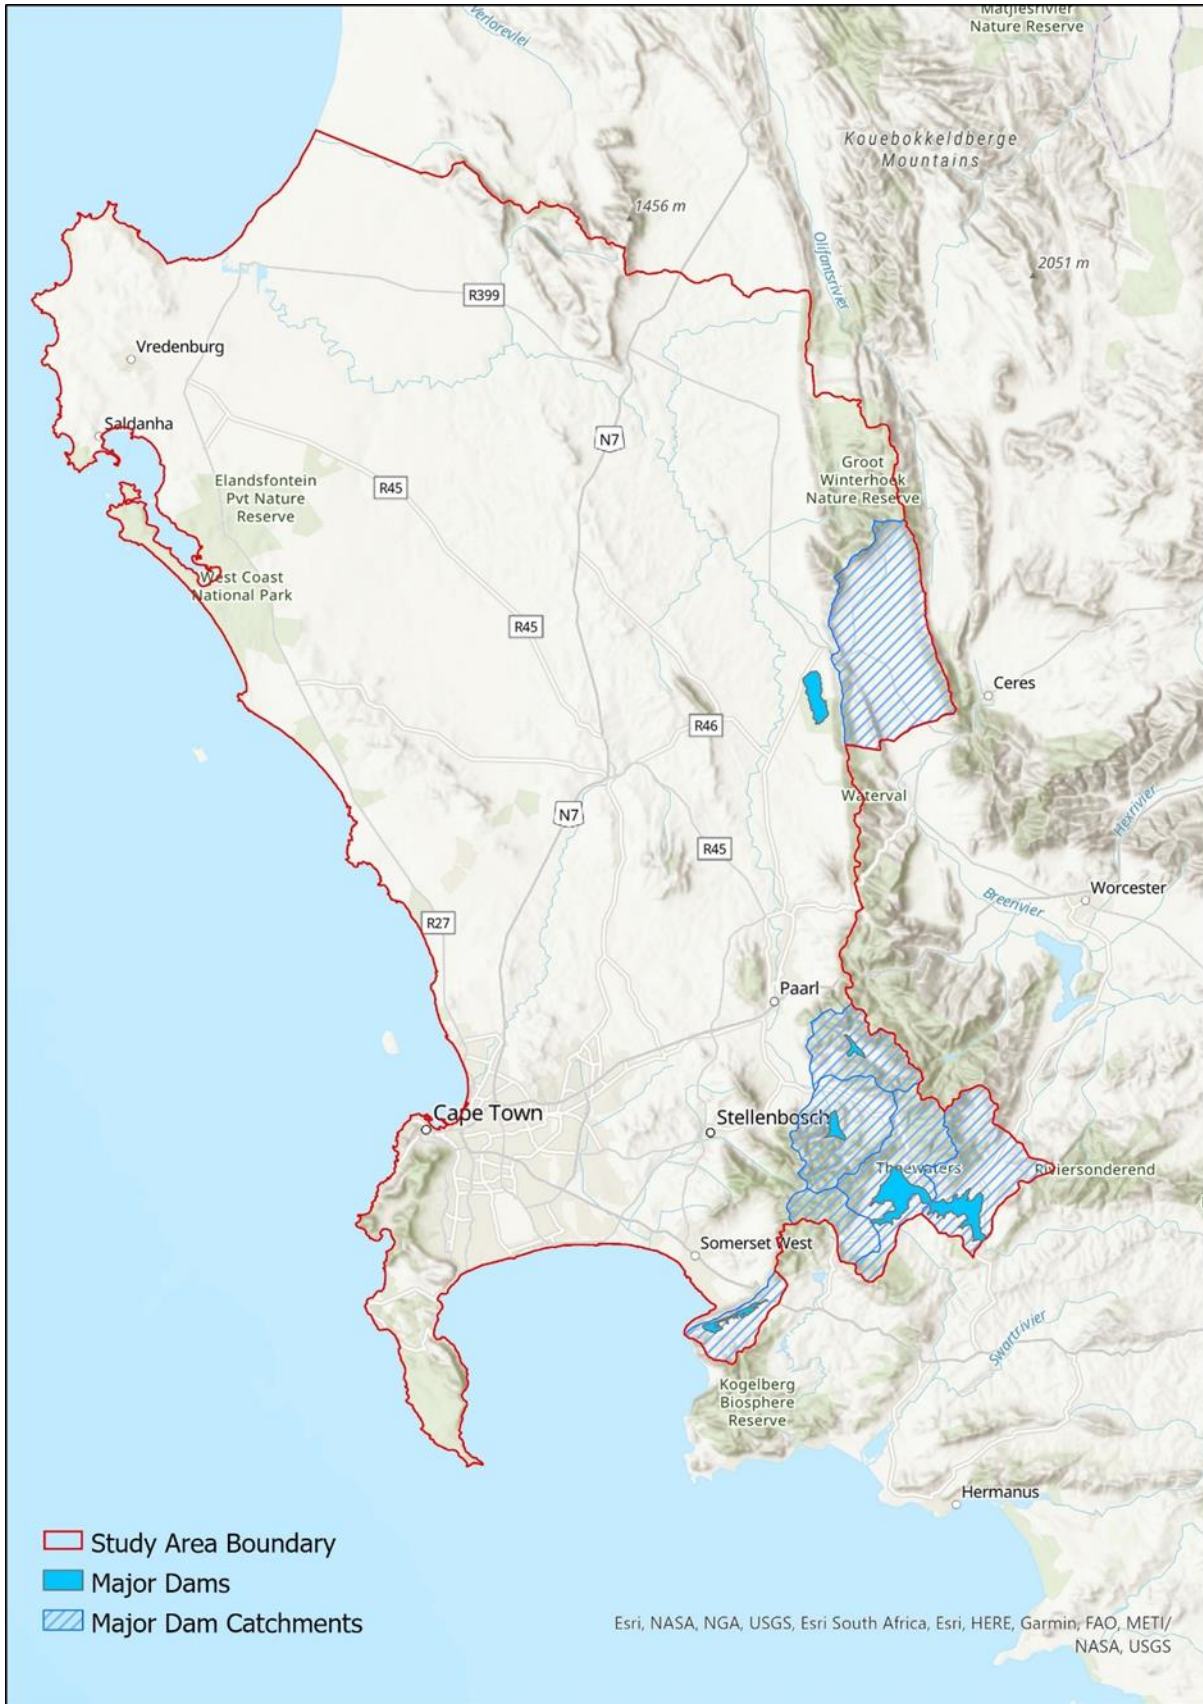 Verlorevlei
Matjiesrivier
Nature Reserve
Kouebokkeldberge
Mountains
1456 m
Olifantsrivier
2051 m
R399
Vredenburg
Saldanha
N7
Groot
Winterhoek
Nature Reserve
Elandsfontein
Pvt Nature
Reserve
R45
West Coast
National Park
R45
Ceres
R46
Waterval
Hexrivier
N7
R45
Worcester
Breerivier
R27
Paarl
Cape Town
Stellenbosch
Theewaters
Riviersonderend
Somerset West
Swartrivier
Kogelberg
Biosphere
Reserve
Hermanus
Study Area Boundary
Major Dams
Major Dam Catchments
Esri, NASA, NGA, USGS, Esri South Africa, Esri, HERE, Garmin, FAO, METI/
NASA, USGS